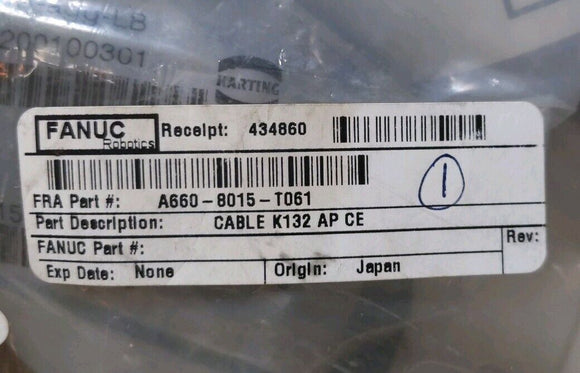 200100301
HARTING
FANUC
Robotics
Receipt: 434860
FRA Part #: A660-8015-T061
1
Part Description: CABLE K132 AP CE
FANUC Part #:
Rev:
Exp Date: None
Origin: Japan